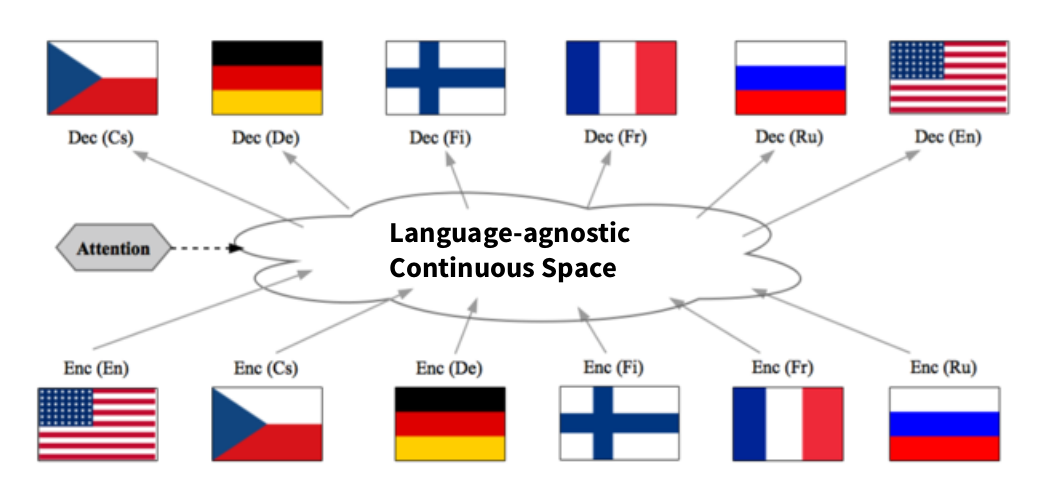 Dec (Cs)
Dec (De)
Dec (Fi)
Dec (Fr)
Dec (Ru)
Dec (En)
Language-agnostic
Continuous Space
Attention
Enc (En)
Enc (Cs)
Enc (De)
Enc (Fi)
Enc (Fr)
Enc (Ru)